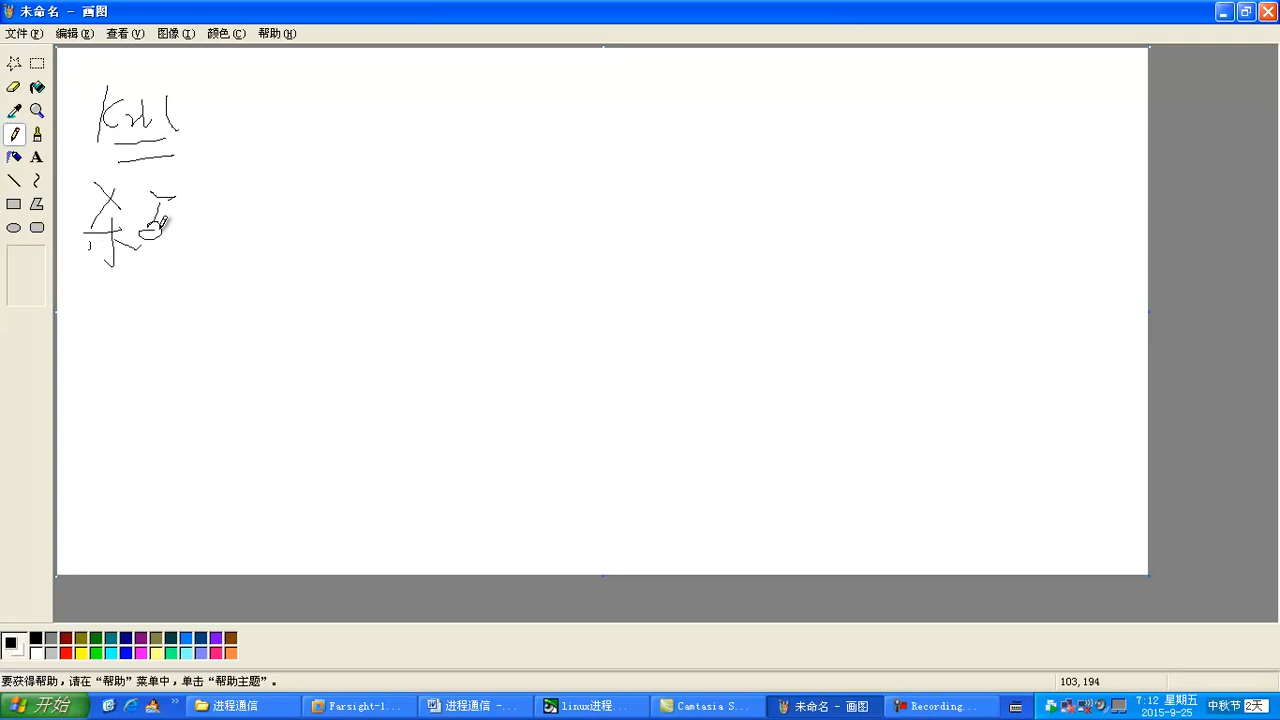 未命名 - 画图
文件(F) 编辑(E) 查看(V) 图像(I) 颜色(C) 帮助(H)
kill
杀
要获得帮助，请在“帮助”菜单中，单击“帮助主题”。 103,194
开始 » 进程通信 Farsight-l... 进程通信 -... linux进程... Camtasia S... 未命名 - 画图 Recording... 7:12 星期五 中秋节 2天
2015-9-25